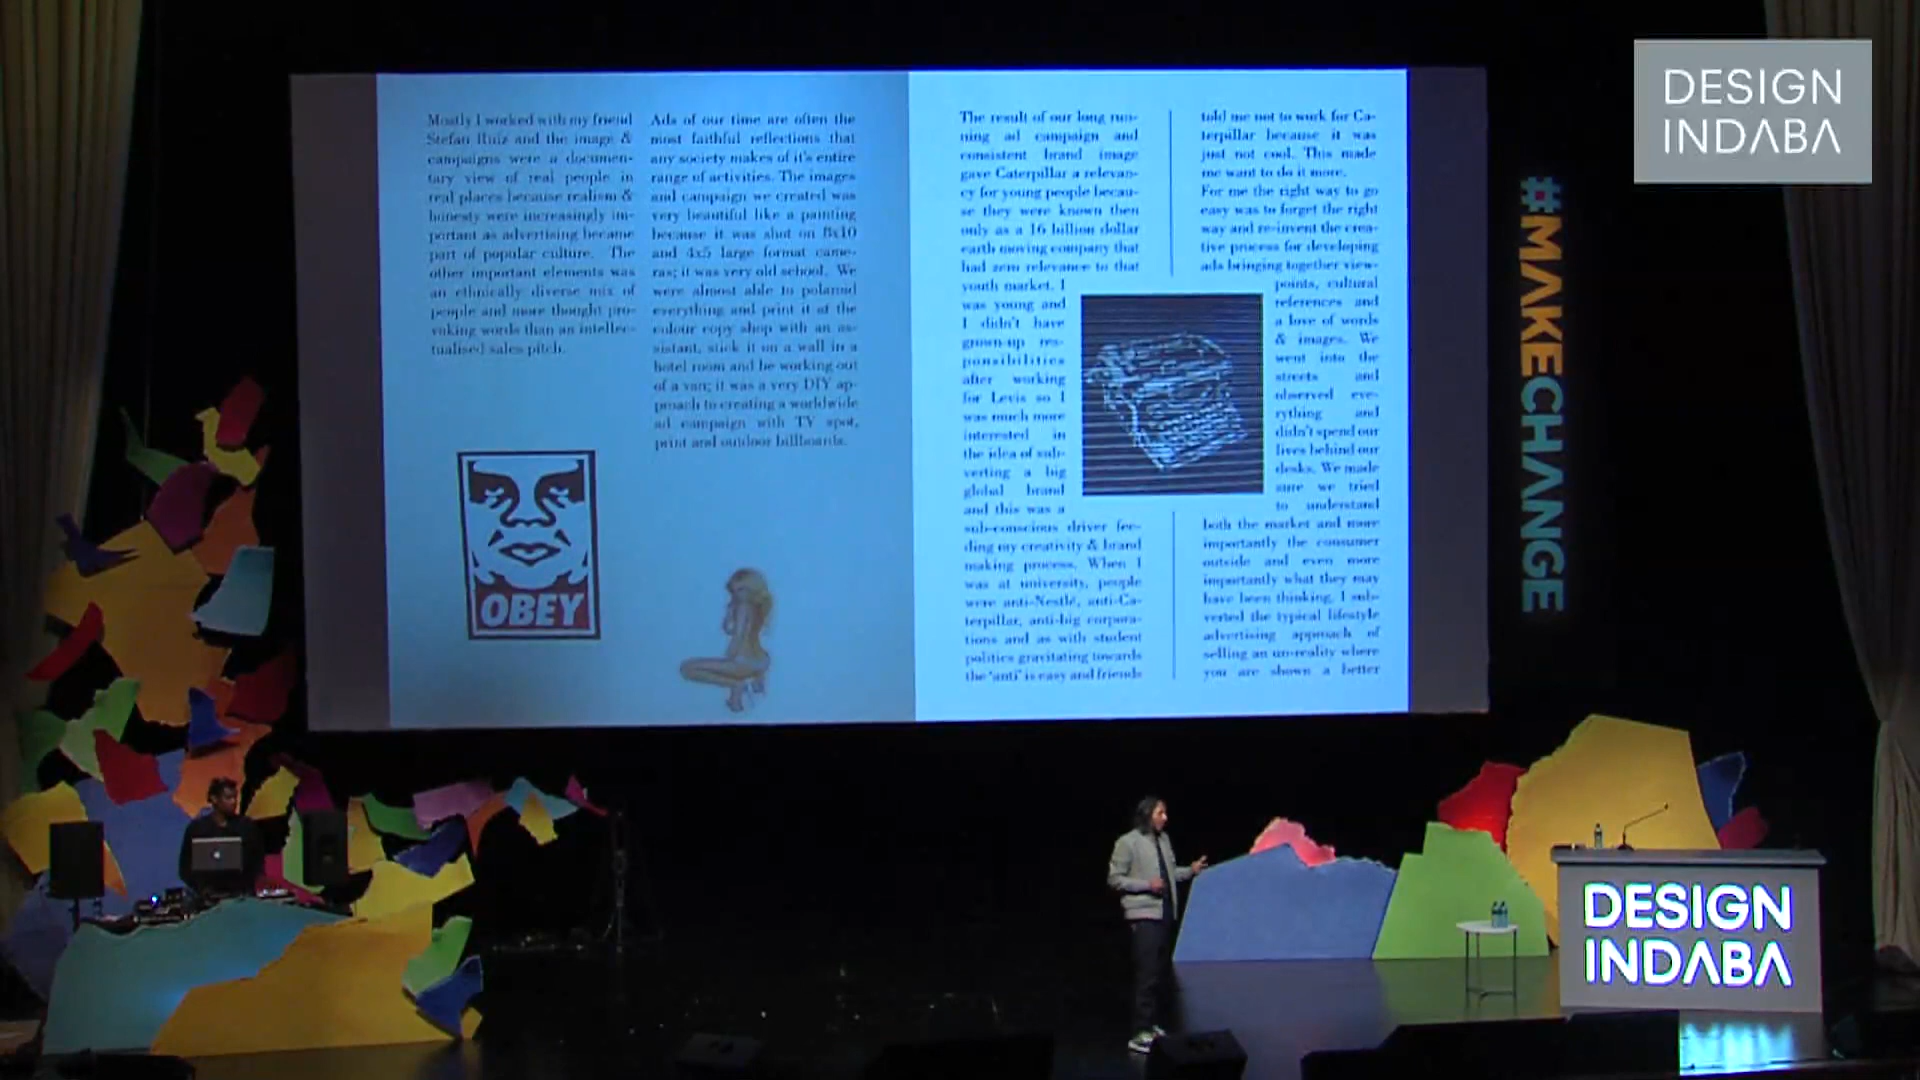 Mostly I worked with my friend
Stefan Ruiz and the image &
campaigns were a documen-
tary view of real people in
real places because realism &
honesty were increasingly im-
portant as advertising became
part of popular culture. The
other important elements was
an ethnically diverse mix of
people and more thought pro-
voking words than an intellec-
tualised sales pitch.
Ads of our time are often the
most faithful reflections that
any society makes of it's entire
range of activities. The images
and campaign we created was
very beautiful like a painting
because it was shot on 8x10
and 4x5 large format came-
ras; it was very old school. We
were almost able to polaroid
everything and print it at the
colour copy shop with an as-
sistant, stick it on a wall in a
hotel room and be working out
of a van; it was a very DIY ap-
proach to creating a worldwide
ad campaign with TV spot,
print and outdoor billboards.
OBEY
The result of our long run-
ning ad campaign and
consistent brand image
gave Caterpillar a relevan-
cy for young people becau-
se they were known then
only as a 16 billion dollar
earth moving company that
had zero relevance to that
youth market. I
was young and
I didn't have
grown-up res-
ponsibilities
after working
for Levis so I
was much more
interested in
the idea of sub-
verting a big
global brand
and this was a
sub-conscious driver fee-
ding my creativity & brand
making process. When I
was at university, people
were anti-Nestle, anti-Ca-
terpillar, anti-big corpora-
tions and as with student
politics gravitating towards
the 'anti' is easy and friends
told me not to work for Ca-
terpillar because it was
just not cool. This made
me want to do it more.
For me the right way to go
easy was to forget the right
way and re-invent the crea-
tive process for developing
ads bringing together view-
points, cultural
references and
a love of words
& images. We
went into the
streets and
observed eve-
rything and
didn't spend our
lives behind our
desks. We made
sure we tried
to understand
both the market and more
importantly the consumer
outside and even more
importantly what they may
have been thinking. I sub-
verted the typical lifestyle
advertising approach of
selling an un-reality where
you are shown a better
#MAKECHANGE
DESIGN
INDABA
DESIGN
INDABA